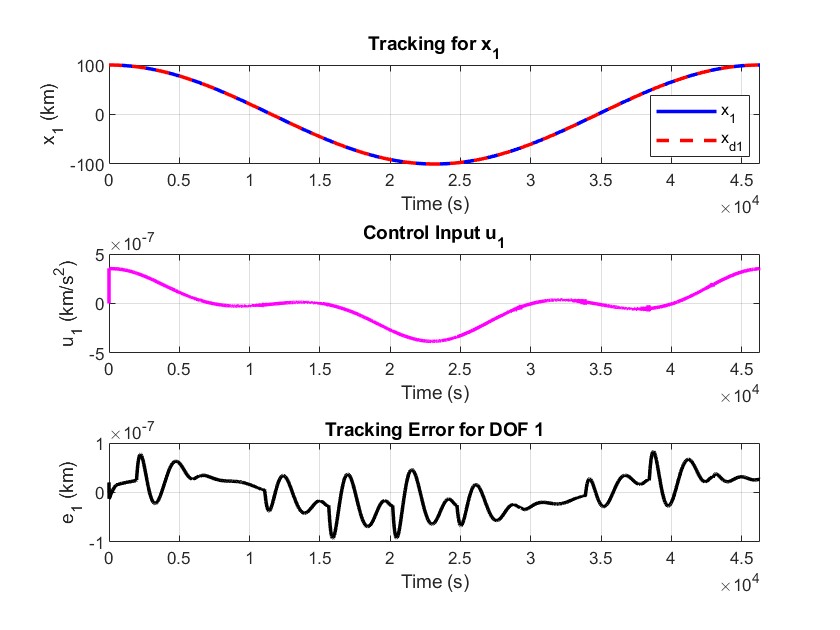 Tracking for x1
100
0
-100
x1 (km)
0 0.5 1 1.5 2 2.5 3 3.5 4 4.5
Time (s)
×10^4
x1
xd1
Control Input u1
×10^-7
5
0
-5
u1 (km/s^2)
0 0.5 1 1.5 2 2.5 3 3.5 4 4.5
Time (s)
×10^4
Tracking Error for DOF 1
×10^-7
1
0
-1
e1 (km)
0 0.5 1 1.5 2 2.5 3 3.5 4 4.5
Time (s)
×10^4